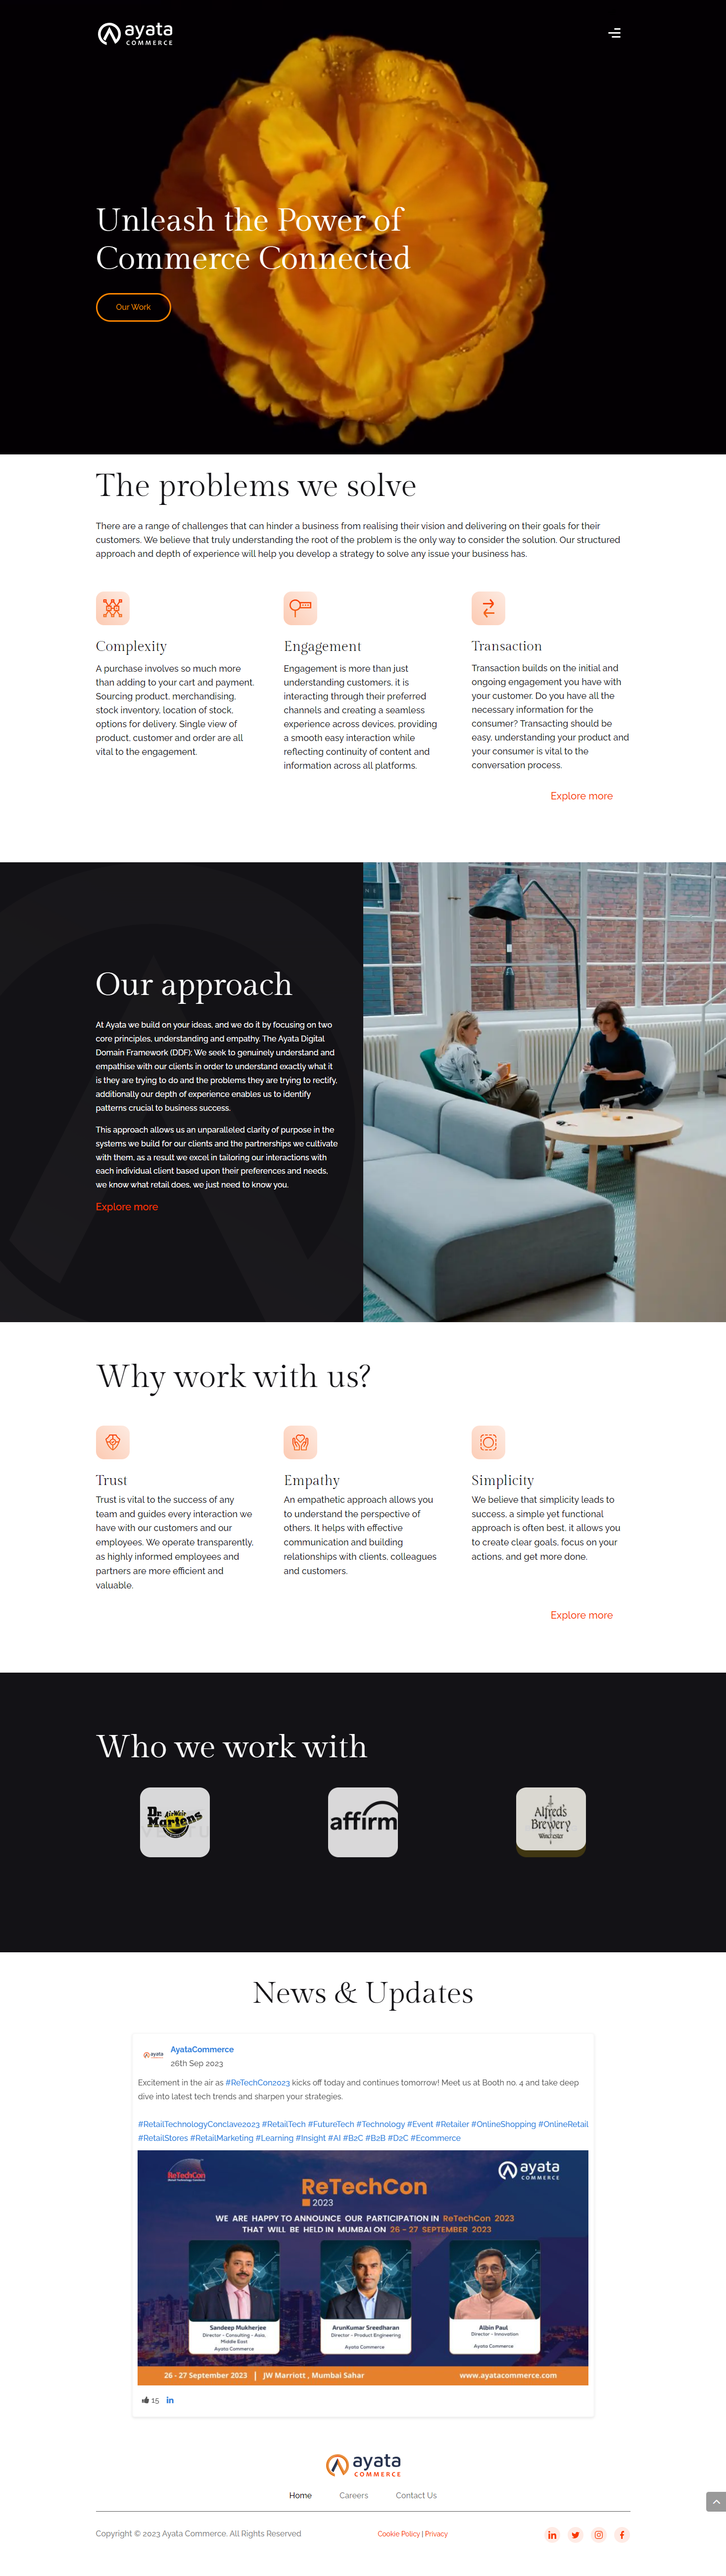 ayata
COMMERCE
Unleash the Power of
Commerce Connected
Our Work
The problems we solve
There are a range of challenges that can hinder a business from realising their vision and delivering on their goals for their
customers. We believe that truly understanding the root of the problem is the only way to consider the solution. Our structured
approach and depth of experience will help you develop a strategy to solve any issue your business has.
Complexity
A purchase involves so much more
than adding to your cart and payment.
Sourcing product, merchandising,
stock inventory, location of stock,
options for delivery. Single view of
product, customer and order are all
vital to the engagement.
Engagement
Engagement is more than just
understanding customers, it is
interacting through their preferred
channels and creating a seamless
experience across devices, providing
a smooth easy interaction while
reflecting continuity of content and
information across all platforms.
Transaction
Transaction builds on the initial and
ongoing engagement you have with
your customer. Do you have all the
necessary information for the
consumer? Transacting should be
easy, understanding your product and
your consumer is vital to the
conversation process.
Explore more
Our approach
At Ayata we build on your ideas, and we do it by focusing on two
core principles, understanding and empathy. The Ayata Digital
Domain Framework (DDF); We seek to genuinely understand and
empathise with our clients in order to understand exactly what it
is they are trying to do and the problems they are trying to rectify,
additionally our depth of experience enables us to identify
patterns crucial to business success.
This approach allows us an unparalleled clarity of purpose in the
systems we build for our clients and the partnerships we cultivate
with them, as a result we excel in tailoring our interactions with
each individual client based upon their preferences and needs,
we know what retail does, we just need to know you.
Explore more
Why work with us?
Trust
Trust is vital to the success of any
team and guides every interaction we
have with our customers and our
employees. We operate transparently,
as highly informed employees and
partners are more efficient and
valuable.
Empathy
An empathetic approach allows you
to understand the perspective of
others. It helps with effective
communication and building
relationships with clients, colleagues
and customers.
Simplicity
We believe that simplicity leads to
success, a simple yet functional
approach is often best, it allows you
to create clear goals, focus on your
actions, and get more done.
Explore more
Who we work with
Dr. AirWair
Martens
affirm
Alfred's
Brewery
Winchester
News & Updates
ayata
AyataCommerce
26th Sep 2023
Excitement in the air as #ReTechCon2023 kicks off today and continues tomorrow! Meet us at Booth no. 4 and take deep
dive into latest tech trends and sharpen your strategies.
#RetailTechnologyConclave2023 #RetailTech #FutureTech #Technology #Event #Retailer #OnlineShopping #OnlineRetail
#RetailStores #RetailMarketing #Learning #Insight #AI #B2C #B2B #D2C #Ecommerce
ReTechCon
ayata
COMMERCE
ReTechCon
2023
WE ARE HAPPY TO ANNOUNCE OUR PARTICIPATION IN ReTechCon 2023
THAT WILL BE HELD IN MUMBAI ON 26 - 27 SEPTEMBER 2023
Sandeep Mukherjee
Director - Consulting - Asia,
Middle East
Ayata Commerce
ArunKumar Sreedharan
Director - Product Engineering
Ayata Commerce
Albin Paul
Director - Innovation
Ayata Commerce
26 - 27 September 2023 | JW Marriott , Mumbai Sahar
www.ayatacommerce.com
15
ayata
COMMERCE
Home
Careers
Contact Us
Copyright © 2023 Ayata Commerce. All Rights Reserved
Cookie Policy | Privacy